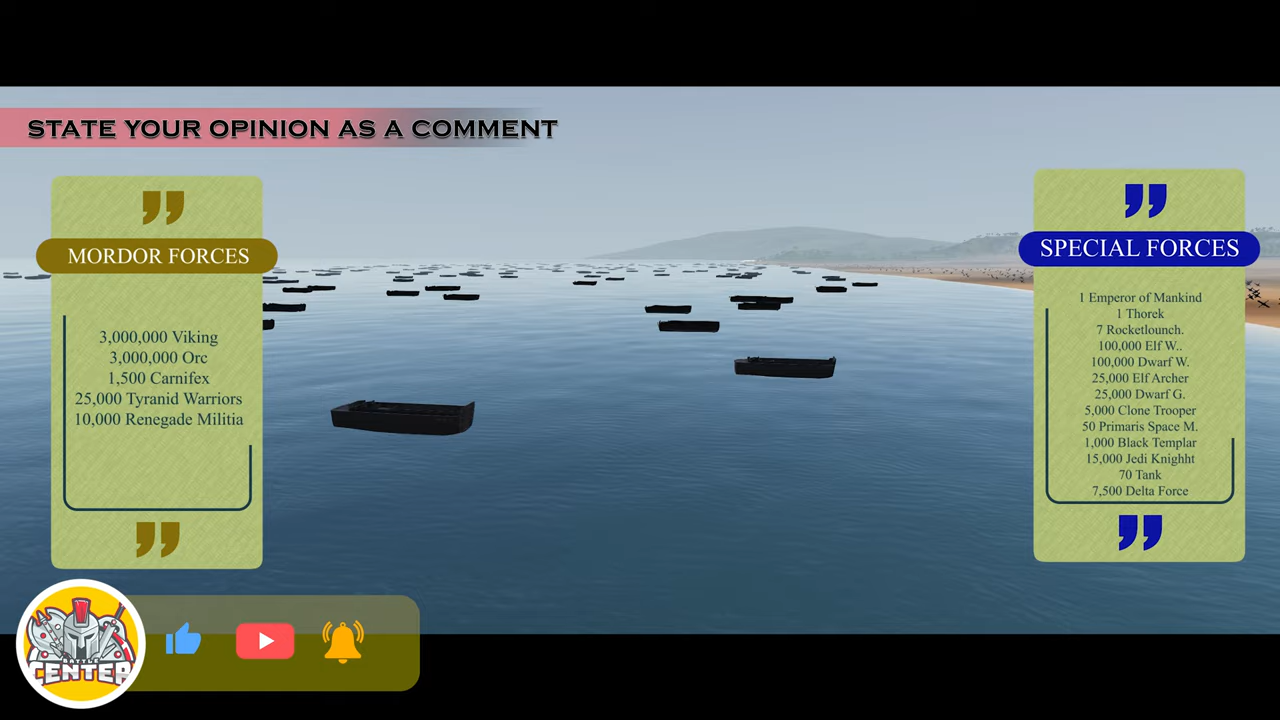 STATE YOUR OPINION AS A COMMENT
MORDOR FORCES
3,000,000 Viking
3,000,000 Orc
1,500 Carnifex
25,000 Tyranid Warriors
10,000 Renegade Militia
SPECIAL FORCES
1 Emperor of Mankind
1 Thorek
7 Rocketlounch.
100,000 Elf W..
100,000 Dwarf W.
25,000 Elf Archer
25,000 Dwarf G.
5,000 Clone Trooper
50 Primaris Space M.
1,000 Black Templar
15,000 Jedi Knighht
70 Tank
7,500 Delta Force
BATTLE
CENTER